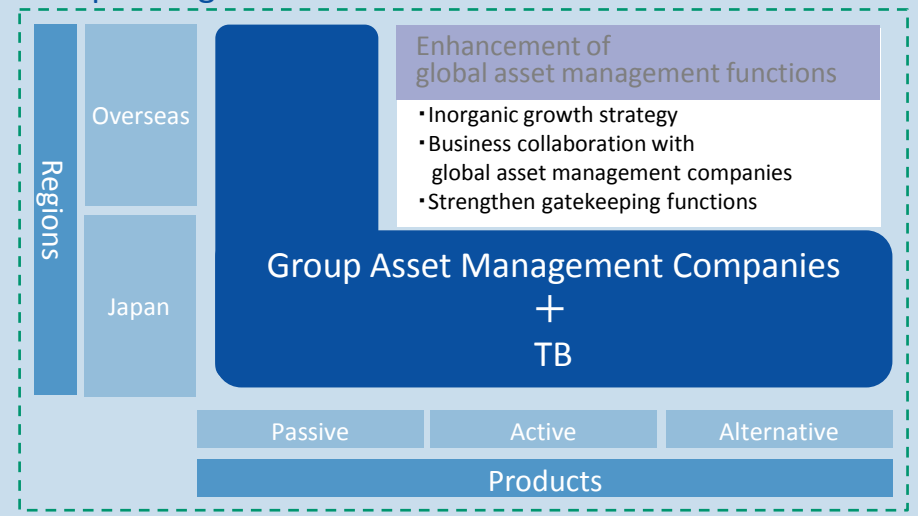 Regions
Overseas
Japan
Enhancement of
global asset management functions
・Inorganic growth strategy
・Business collaboration with
global asset management companies
・Strengthen gatekeeping functions
Group Asset Management Companies
＋
TB
Passive
Active
Alternative
Products